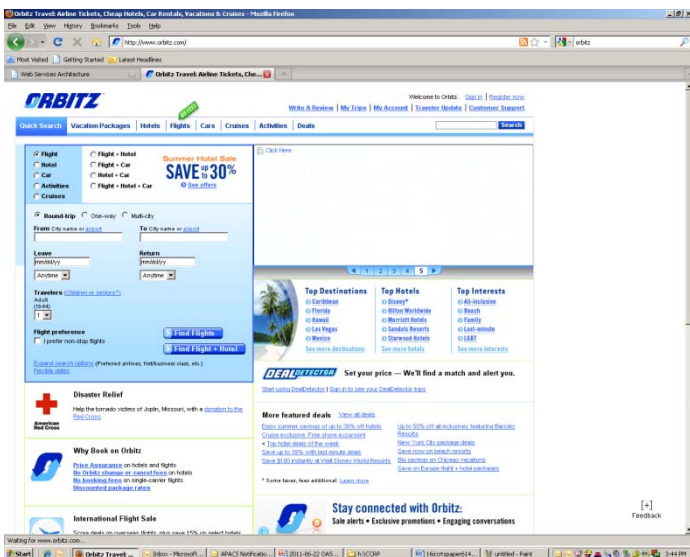 Orbitz Travel: Airline Tickets, Cheap Hotels, Car Rentals, Vacations & Cruises - Mozilla Firefox
File Edit View History Bookmarks Tools Help
http://www.orbitz.com/
orbitz
Most Visited Getting Started Latest Headlines
Web Services Architecture
Orbitz Travel: Airline Tickets, Che...
ORBITZ
Welcome to Orbitz. Sign in | Register now
Write A Review | My Trips | My Account | Traveler Update | Customer Support
Quick Search Vacation Packages Hotels Flights Cars Cruises Activities Deals
Search
Flight Flight + Hotel
Hotel Flight + Car
Car Hotel + Car
Activities Flight + Hotel + Car
Cruises
Summer Hotel Sale
SAVE up to 30%
See offers
Click Here
Round-trip One-way Multi-city
From City name or airport To City name or airport
Leave Return
mm/dd/yy mm/dd/yy
Anytime Anytime
Travelers (Children or seniors?)
Adult
(18-64)
1
Flight preference
I prefer non-stop flights
Find Flights
Find Flight + Hotel
Expand search options (Preferred airlines, first/business class, etc.)
Flexible dates
1 2 3 4 5
Top Destinations Top Hotels Top Interests
Caribbean Disney* All-inclusive
Florida Hilton Worldwide Beach
Hawaii Marriott Hotels Family
Las Vegas Sandals Resorts Last-minute
Mexico Starwood Hotels LGBT
See more destinations See more hotels See more interests
DEALDETECTOR Set your price — We'll find a match and alert you.
Start using DealDetector | Sign in to see your DealDetector trips
Disaster Relief
Help the tornado victims of Joplin, Missouri, with a donation to the
Red Cross.
American
Red Cross
More featured deals View all deals
Enjoy summer savings of up to 30% off hotels
Cruise exclusive: Free shore excursion!
Top hotel deals of the week
Save up to 35% with last minute deals
Save $100 instantly at Walt Disney World Resorts
Up to 50% off all inclusives featuring Barcelo
Resorts
New York City package deals
Save now on beach resorts
Big savings on Chicago vacations
Save on Europe flight + hotel packages
* Some taxes, fees additional. Learn more
Why Book on Orbitz
Price Assurance on hotels and flights
No Orbitz change or cancel fees on hotels
No booking fees on single-carrier flights
Discounted package rates
International Flight Sale
Score deals on overseas flights, plus save 15% on select hotels
Stay connected with Orbitz:
Sale alerts • Exclusive promotions • Engaging conversations
[+]
Feedback
Waiting for www.orbitz.com...
Start
Orbitz Travel: ...
Inbox - Microsoft...
APACS Notificatio...
2011-06-22 OAS...
h:\CCRP
untitled - Paint
3:44 PM